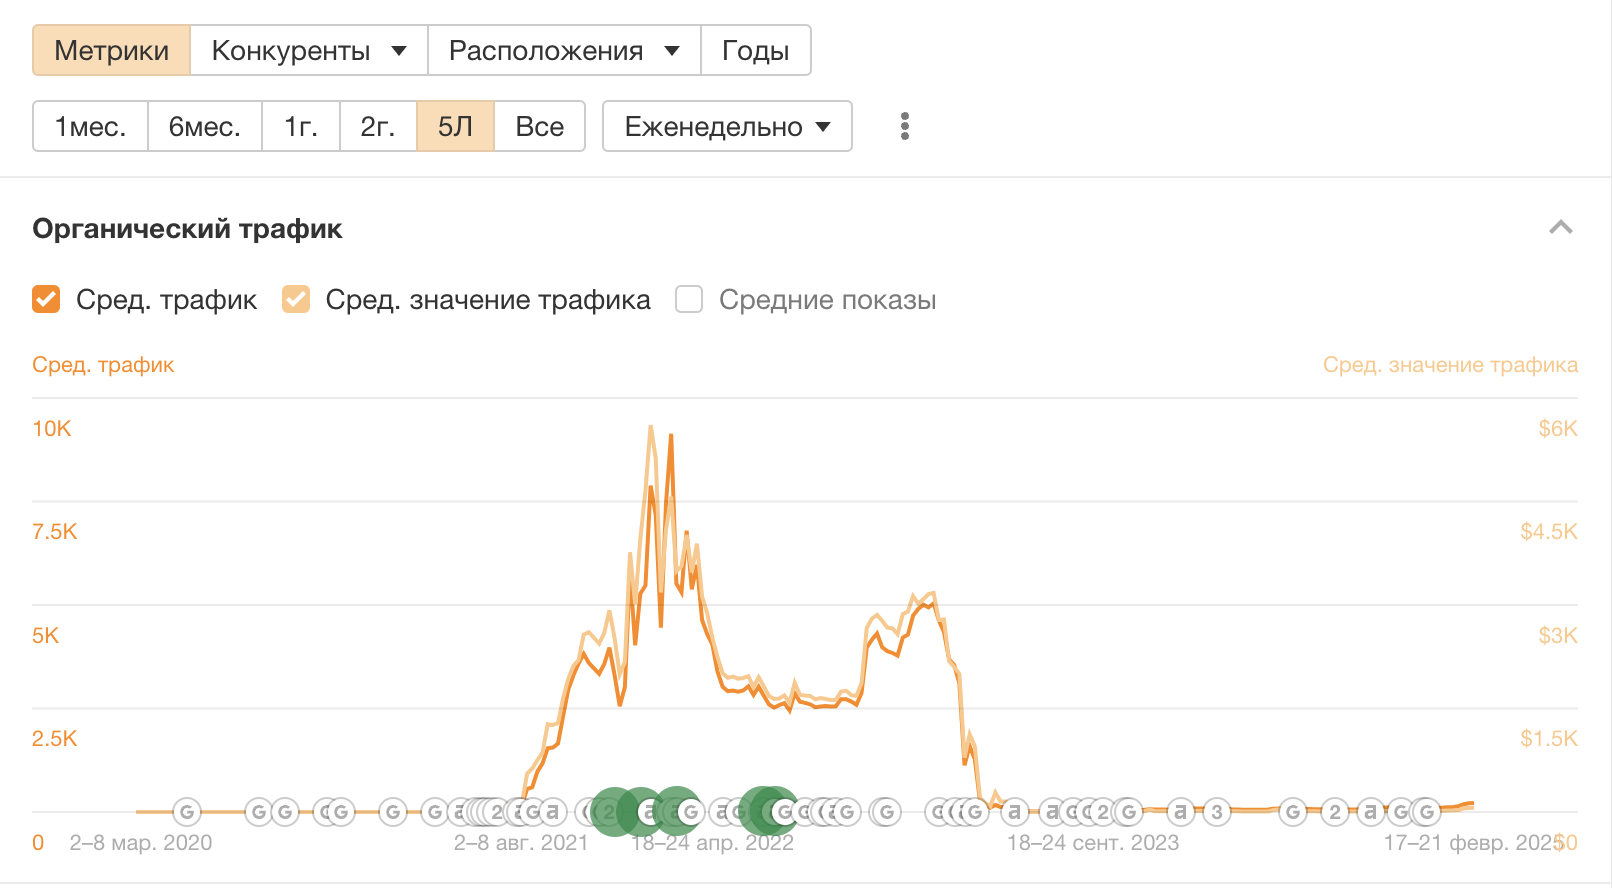 Метрики Конкуренты Расположения Годы
1мес. 6мес. 1г. 2г. 5Л Все Еженедельно
Органический трафик
Сред. трафик Сред. значение трафика Средние показы
Сред. трафик Сред. значение трафика
10K $6K
7.5K $4.5K
5K $3K
2.5K $1.5K
G G G G G G a 2 a G a 2 a G a G G a G G G G a G a a G 2 G a 3 G 2 a G G
0 2–8 мар. 2020 2–8 авг. 2021 18–24 апр. 2022 18–24 сент. 2023 17–21 февр. 2025 $0